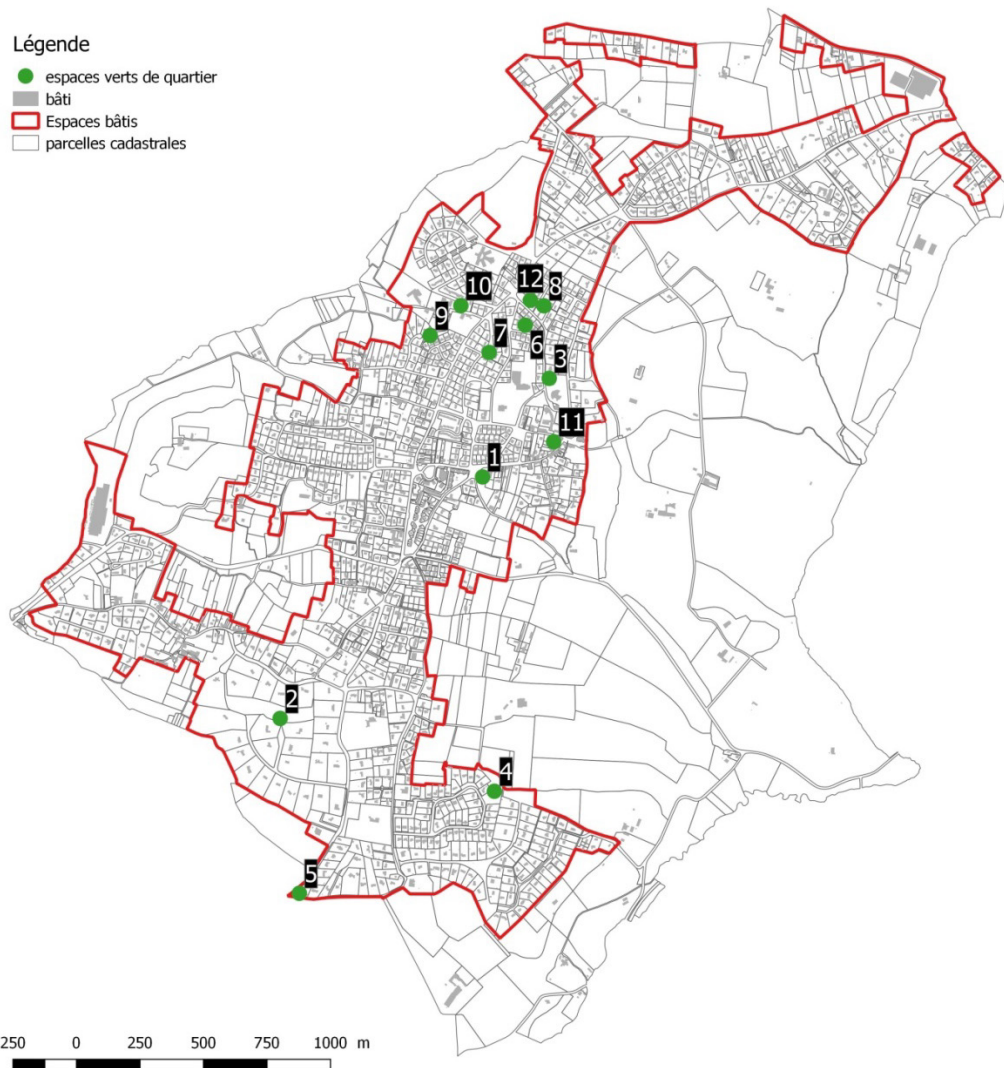 Légende
espaces verts de quartier
bâti
Espaces bâtis
parcelles cadastrales
12
10
8
9
7
6
3
11
1
2
4
5
250 0 250 500 750 1000 m